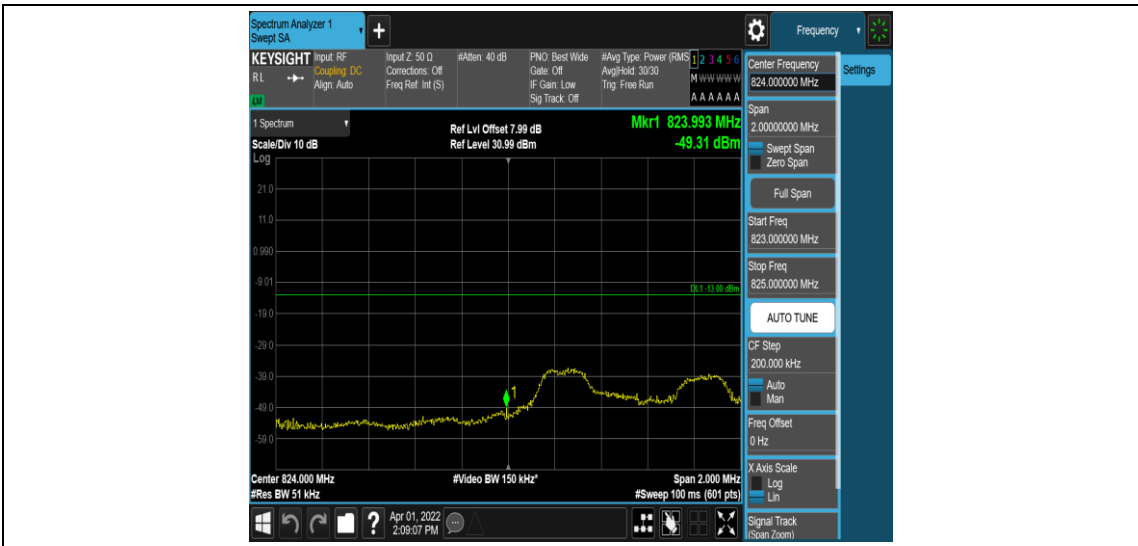 Spectrum Analyzer 1
Swept SA
+
Frequency
KEYSIGHT
RL
LXI
Input: RF
Coupling: DC
Align: Auto
Input Z: 50 Ω
Corrections: Off
Freq Ref: Int (S)
#Atten: 40 dB
PNO: Best Wide
Gate: Off
IF Gain: Low
Sig Track: Off
#Avg Type: Power (RMS
Avg|Hold: 30/30
Trig: Free Run
1 2 3 4 5 6
M W W W W W
A A A A A A
1 Spectrum
Scale/Div 10 dB
Log
Ref Lvl Offset 7.99 dB
Ref Level 30.99 dBm
Mkr1 823.993 MHz
-49.31 dBm
21.0
11.0
0.990
-9.01
DL1 -13.00 dBm
-19.0
-29.0
-39.0
1
-49.0
-59.0
Center 824.000 MHz
#Video BW 150 kHz*
Span 2.000 MHz
#Res BW 51 kHz
#Sweep 100 ms (601 pts)
?
Apr 01, 2022
2:09:07 PM
Center Frequency
824.000000 MHz
Settings
Span
2.00000000 MHz
Swept Span
Zero Span
Full Span
Start Freq
823.000000 MHz
Stop Freq
825.000000 MHz
AUTO TUNE
CF Step
200.000 kHz
Auto
Man
Freq Offset
0 Hz
X Axis Scale
Log
Lin
Signal Track
(Span Zoom)